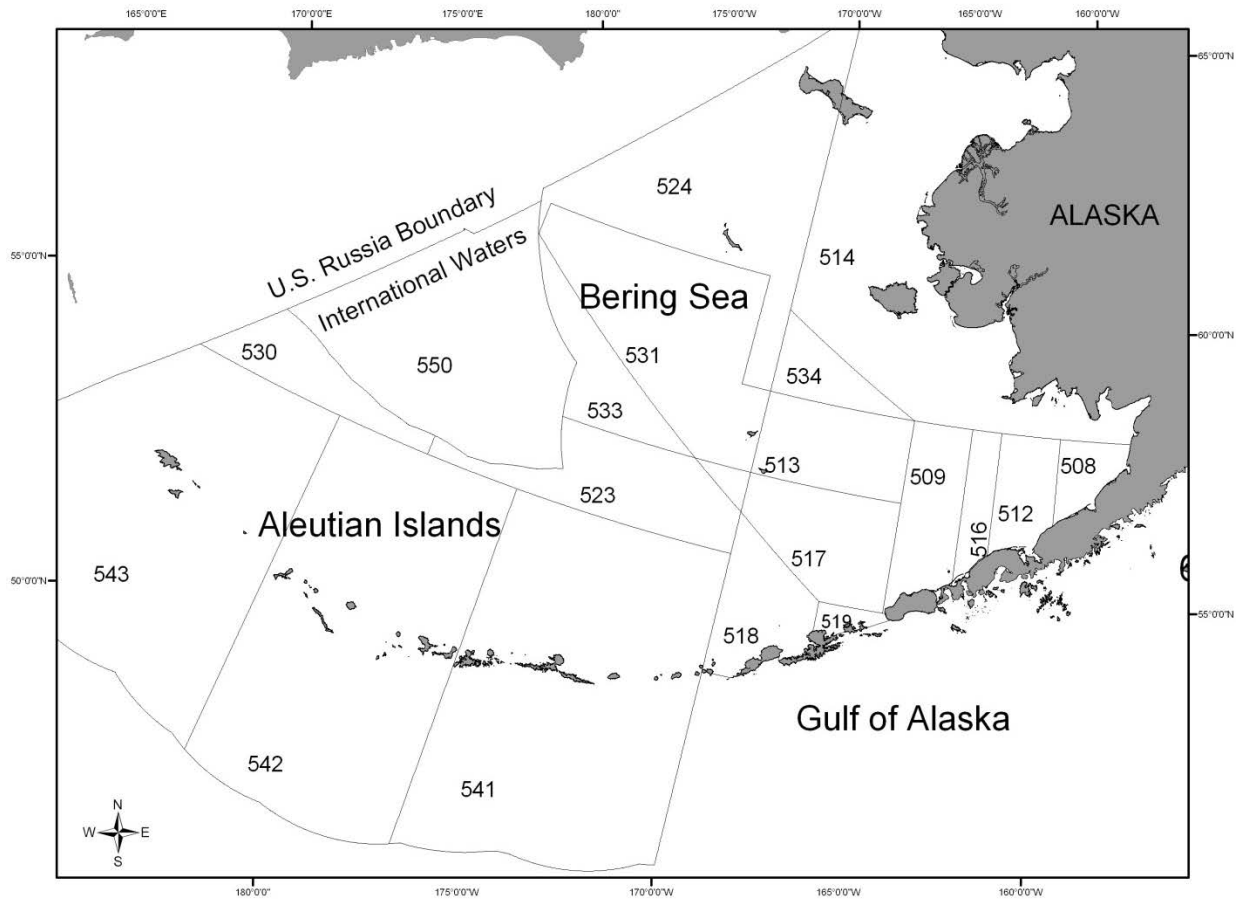 165°0'0"E 170°0'0"E 175°0'0"E 180°0'0" 175°0'0"W 170°0'0"W 165°0'0"W 160°0'0"W
65°0'0"N
524
ALASKA
U.S. Russia Boundary
International Waters
514
55°0'0"N
Bering Sea
60°0'0"N
530
550
531
534
533
513
508
509
523
512
Aleutian Islands
516
517
543
50°0'0"N
519
55°0'0"N
518
Gulf of Alaska
542
541
N
W E
S
180°0'0" 175°0'0"W 170°0'0"W 165°0'0"W 160°0'0"W